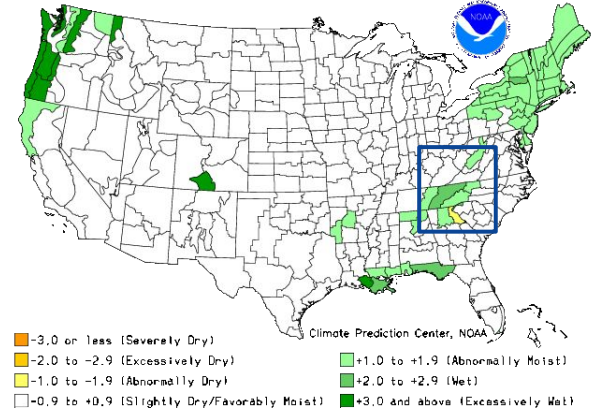 NOAA
Climate Prediction Center, NOAA
-3.0 or less (Severely Dry)
-2.0 to -2.9 (Excessively Dry)
-1.0 to -1.9 (Abnormally Dry)
-0.9 to +0.9 (Slightly Dry/Favorably Moist)
+1.0 to +1.9 (Abnormally Moist)
+2.0 to +2.9 (Wet)
+3.0 and above (Excessively Wet)